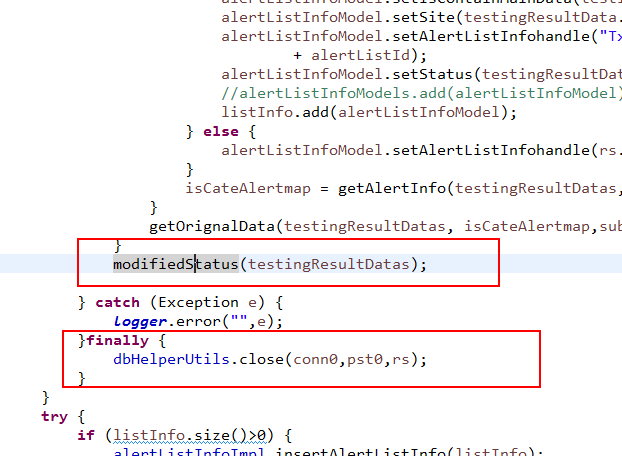 alertListInfoModel.setSite(testingResultData.
alertListInfoModel.setAlertListInfohandle("Tx
+ alertListId);
alertListInfoModel.setStatus(testingResultDat
//alertListInfoModels.add(alertListInfoModel)
listInfo.add(alertListInfoModel);
} else {
alertListInfoModel.setAlertListInfohandle(rs.
}
isCateAlertmap = getAlertInfo(testingResultDatas,
}
getOrignalData(testingResultDatas, isCateAlertmap,sub
}
modifiedStatus(testingResultDatas);
} catch (Exception e) {
logger.error("",e);
}finally {
dbHelperUtils.close(conn0,pst0,rs);
}
}
try {
if (listInfo.size()>0) {
alertListInfoImpl.insertAlertListInfo(listInfo);